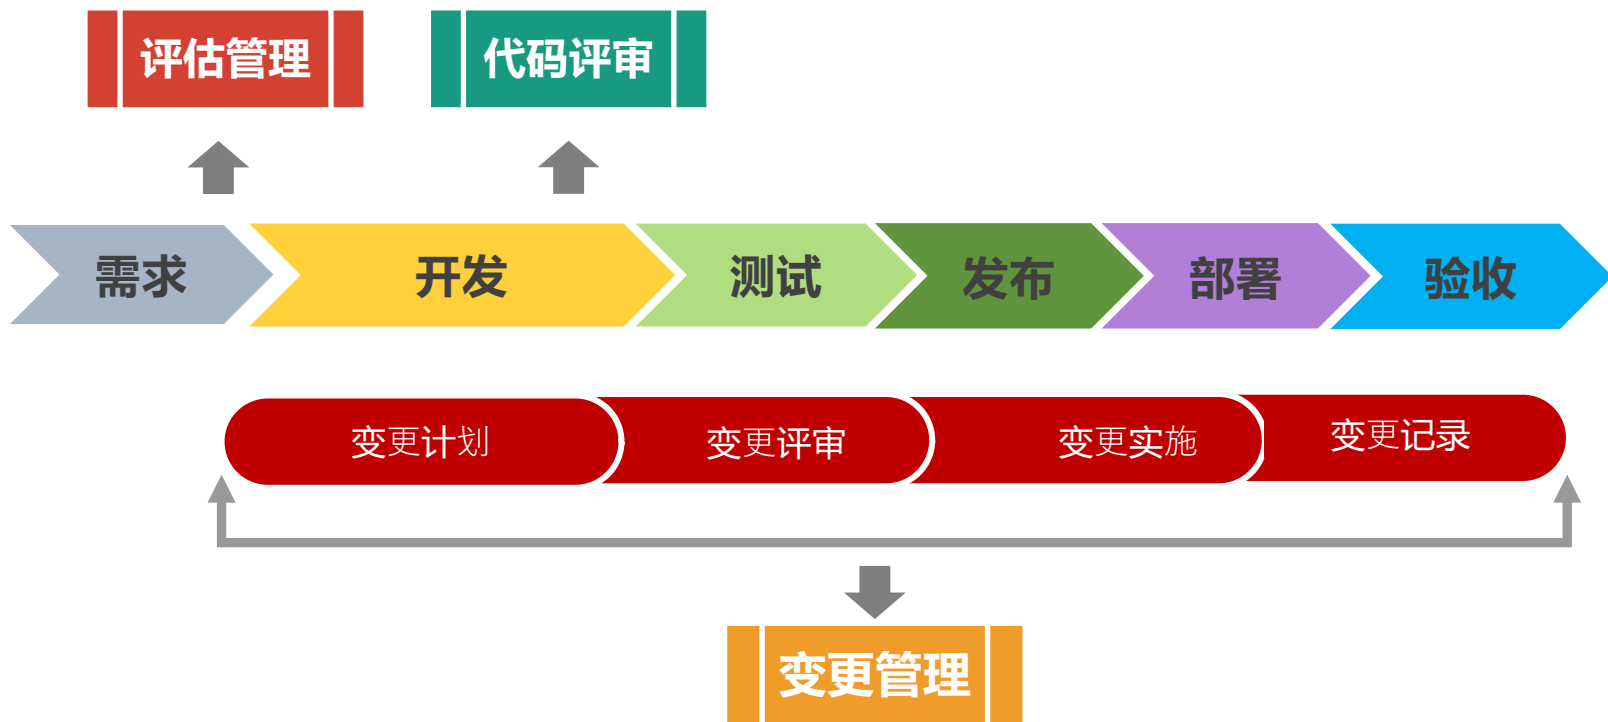 评估管理
代码评审
需求
开发
测试
发布
部署
验收
变更计划
变更评审
变更实施
变更记录
变更管理